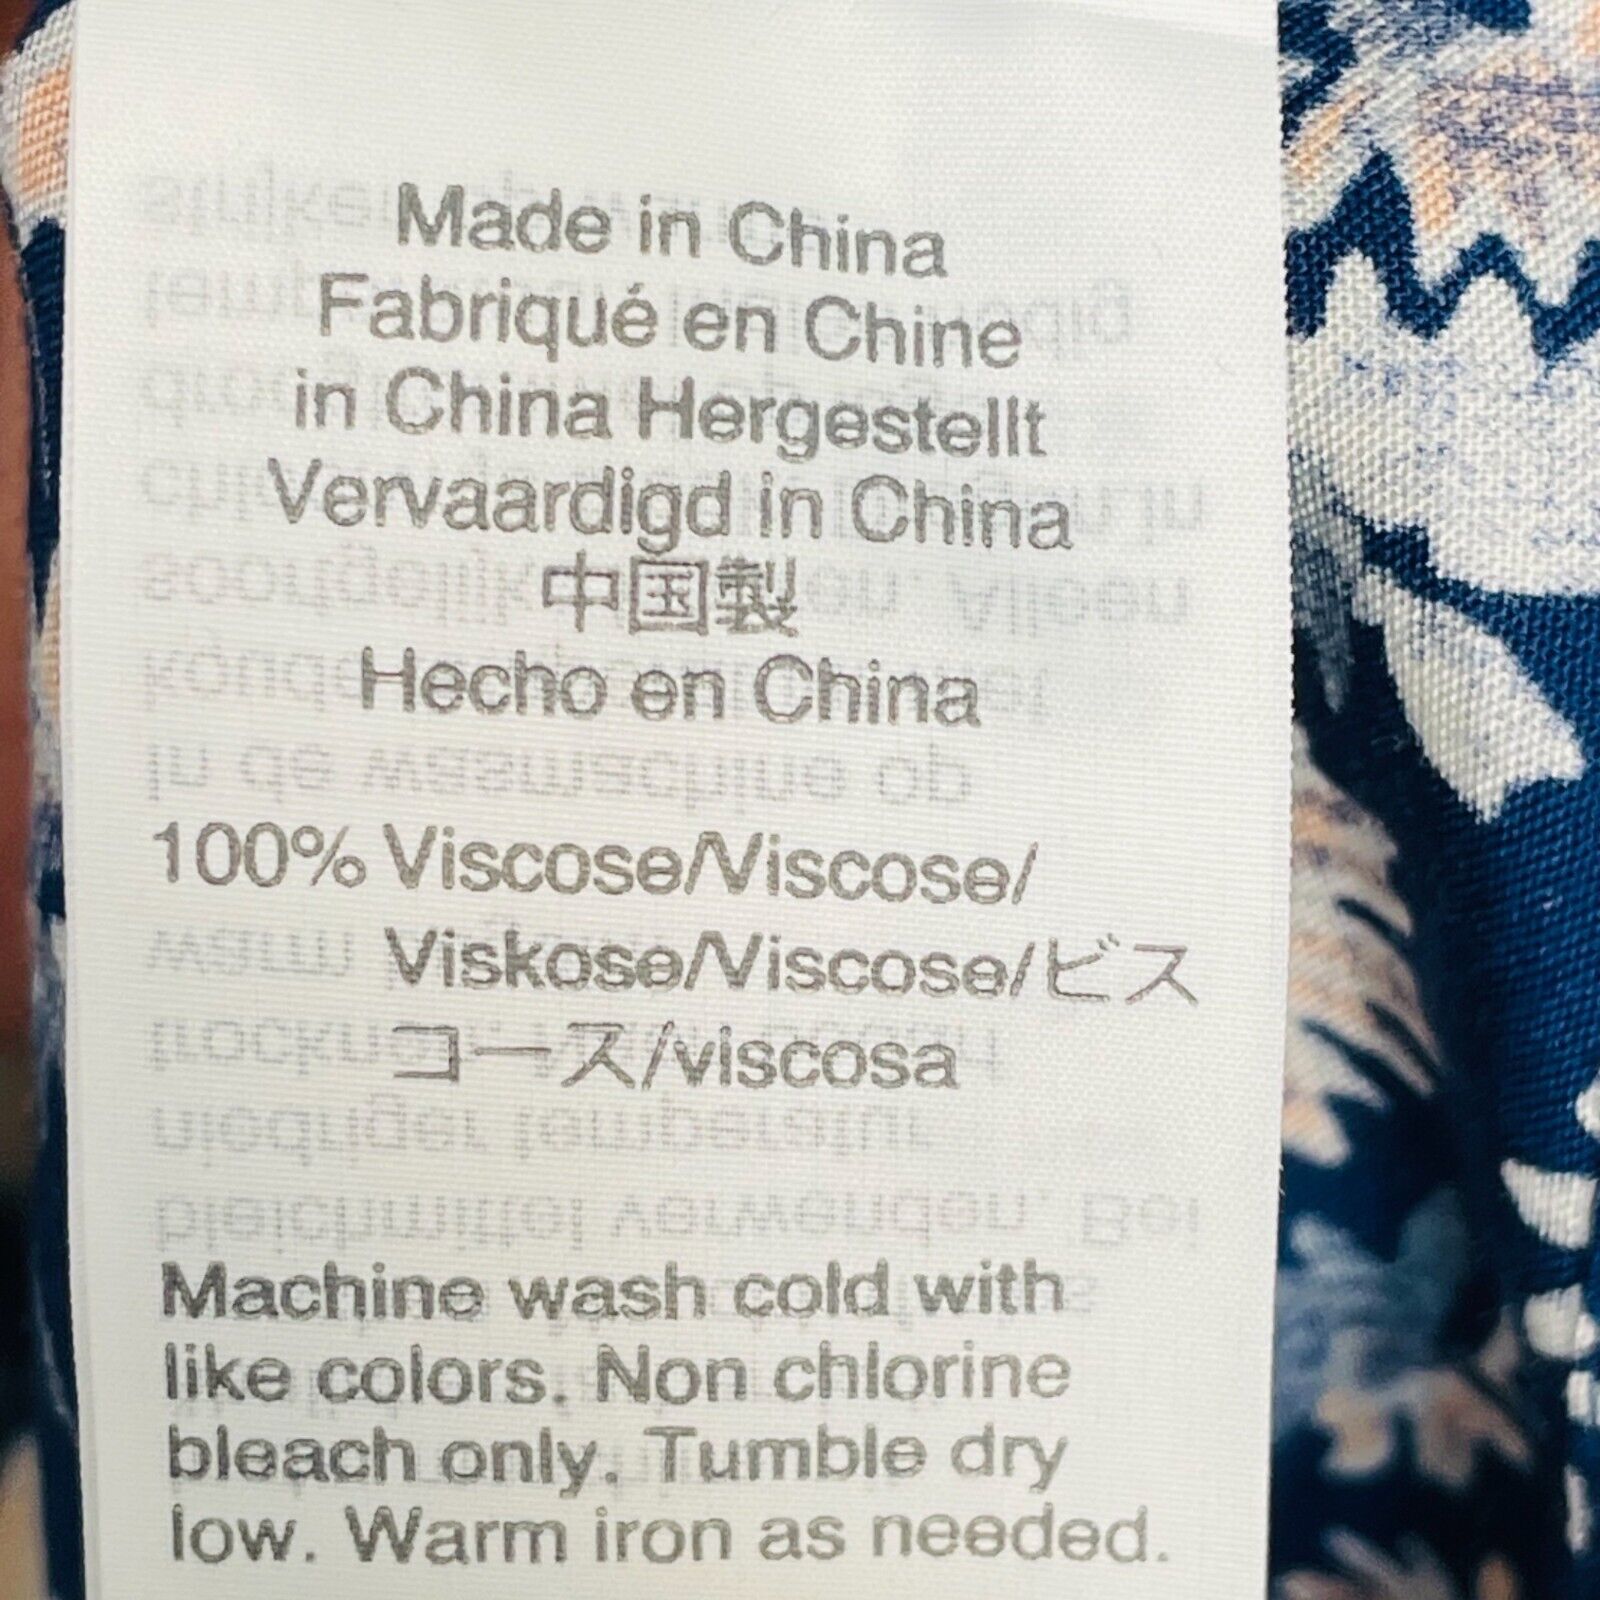 Made in China
Fabriqué en Chine
in China Hergestellt
Vervaardigd in China
中国製
Hecho en China
100% Viscose/Viscose/
Viskose/Viscose/ビス
コース/viscosa
Machine wash cold with
like colors. Non chlorine
bleach only. Tumble dry
low. Warm iron as needed.